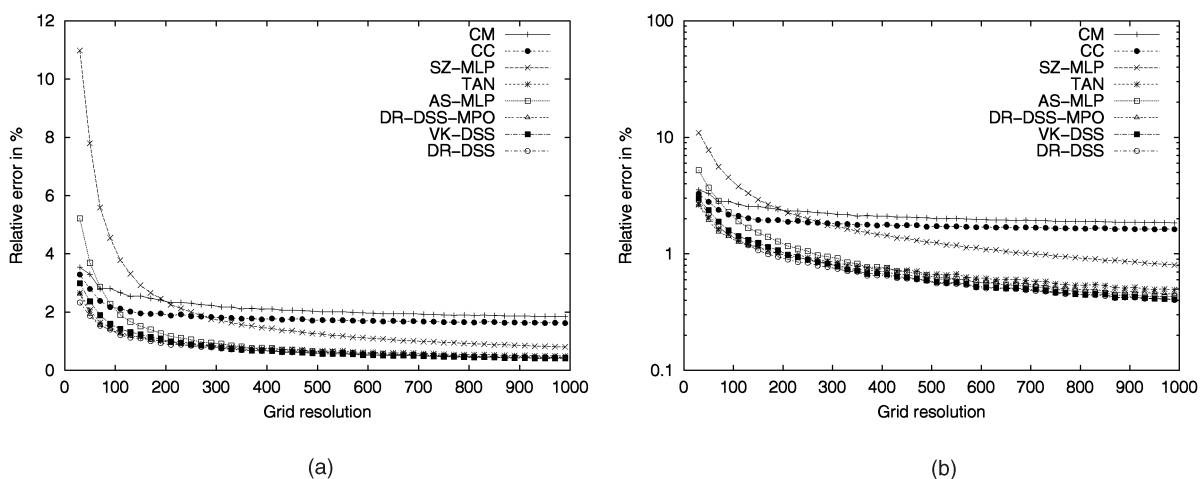 12
10
8
6
4
2
0
Relative error in %
CM
CC
SZ-MLP
TAN
AS-MLP
DR-DSS-MPO
VK-DSS
DR-DSS
0 100 200 300 400 500 600 700 800 900 1000
Grid resolution
(a)
100
10
1
0.1
Relative error in %
CM
CC
SZ-MLP
TAN
AS-MLP
DR-DSS-MPO
VK-DSS
DR-DSS
0 100 200 300 400 500 600 700 800 900 1000
Grid resolution
(b)